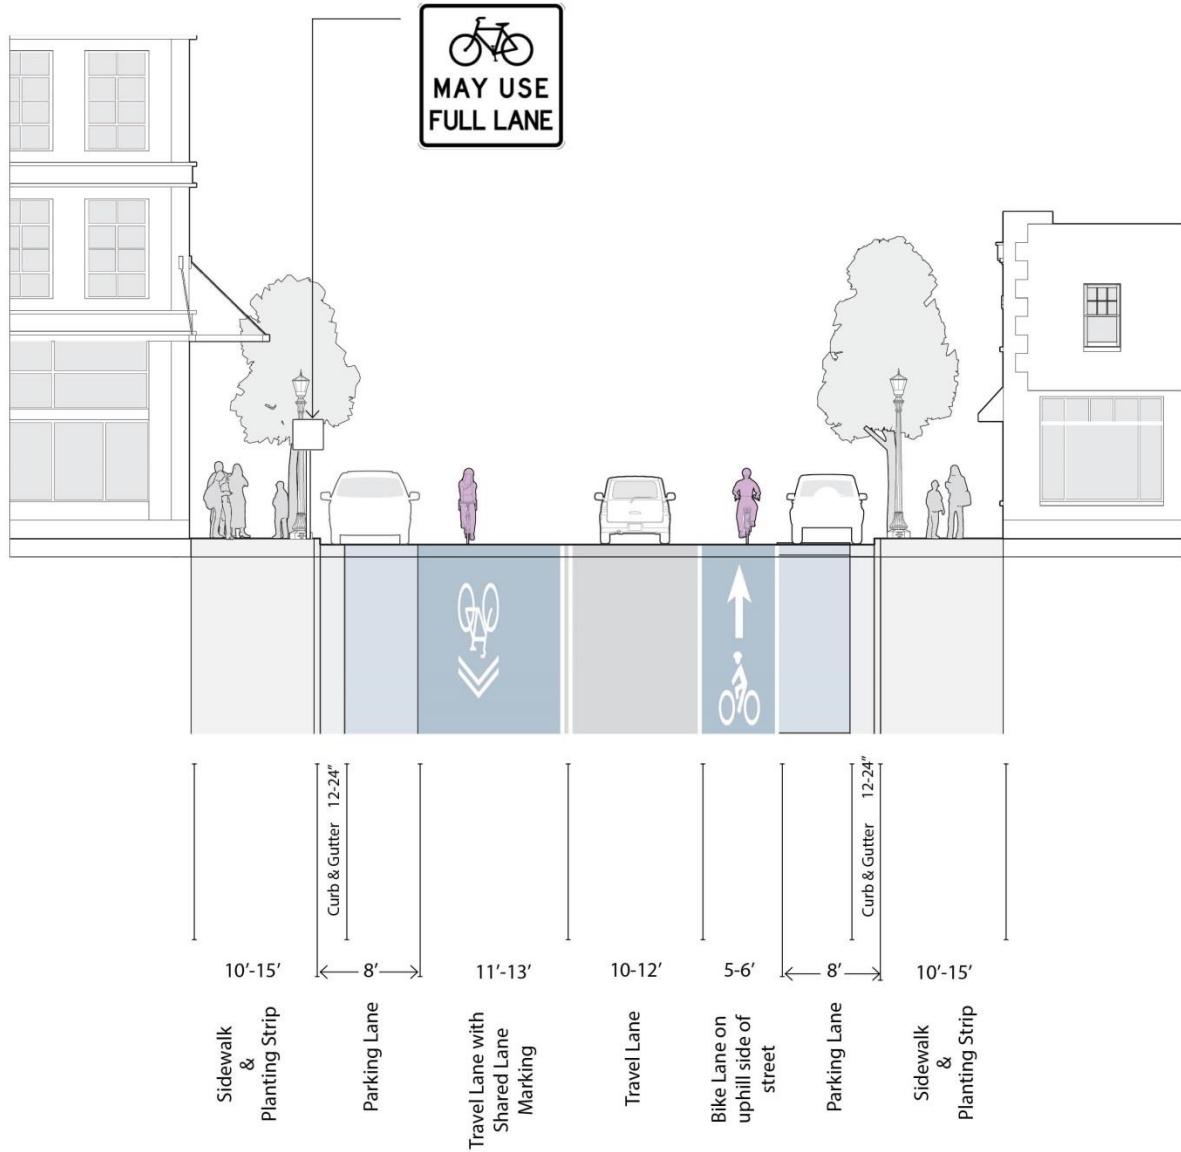 MAY USE
FULL LANE
Curb & Gutter 12-24"
Curb & Gutter 12-24"
10'-15'
8'
11'-13'
10-12'
5-6'
8'
10'-15'
Sidewalk
&
Planting Strip
Parking Lane
Travel Lane with
Shared Lane
Marking
Travel Lane
Bike Lane on
uphill side of
street
Parking Lane
Sidewalk
&
Planting Strip